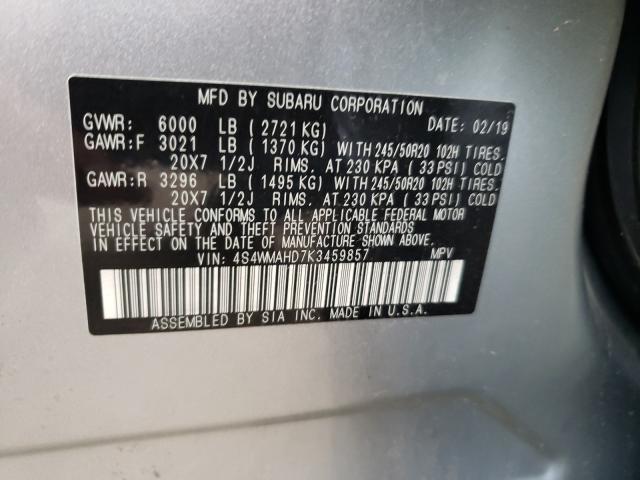 MFD BY SUBARU CORPORATION
GVWR: 6000 LB ( 2721 KG) DATE: 02/19
GAWR:F 3021 LB ( 1370 KG) WITH 245/50R20 102H TIRES.
20X7 1/2J RIMS. AT 230 KPA ( 33 PSI) COLD
GAWR:R 3296 LB ( 1495 KG) WITH 245/50R20 102H TIRES.
20X7 1/2J RIMS. AT 230 KPA ( 33 PSI) COLD
THIS VEHICLE CONFORMS TO ALL APPLICABLE FEDERAL MOTOR
VEHICLE SAFETY AND THEFT PREVENTION STANDARDS
IN EFFECT ON THE DATE OF MANUFACTURE SHOWN ABOVE.
VIN: 4S4WMAHD7K3459857 MPV
ASSEMBLED BY SIA INC. MADE IN U.S.A.